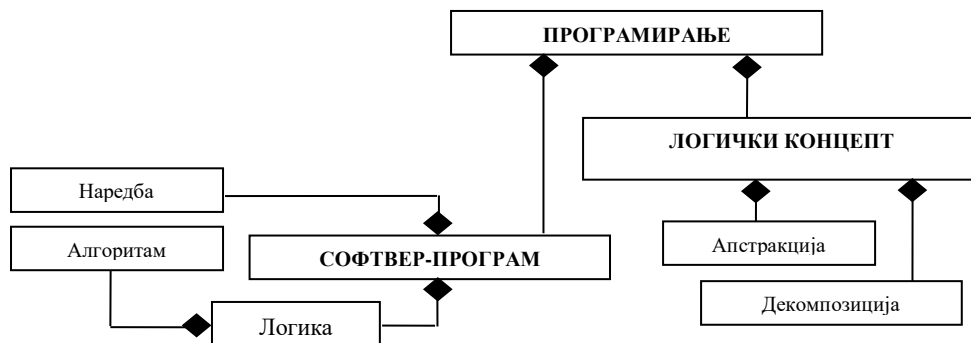 ПРОГРАМИРАЊЕ
ЛОГИЧКИ КОНЦЕПТ
Наредба
Алгоритам
СОФТВЕР-ПРОГРАМ
Апстракција
Декомпозиција
Логика